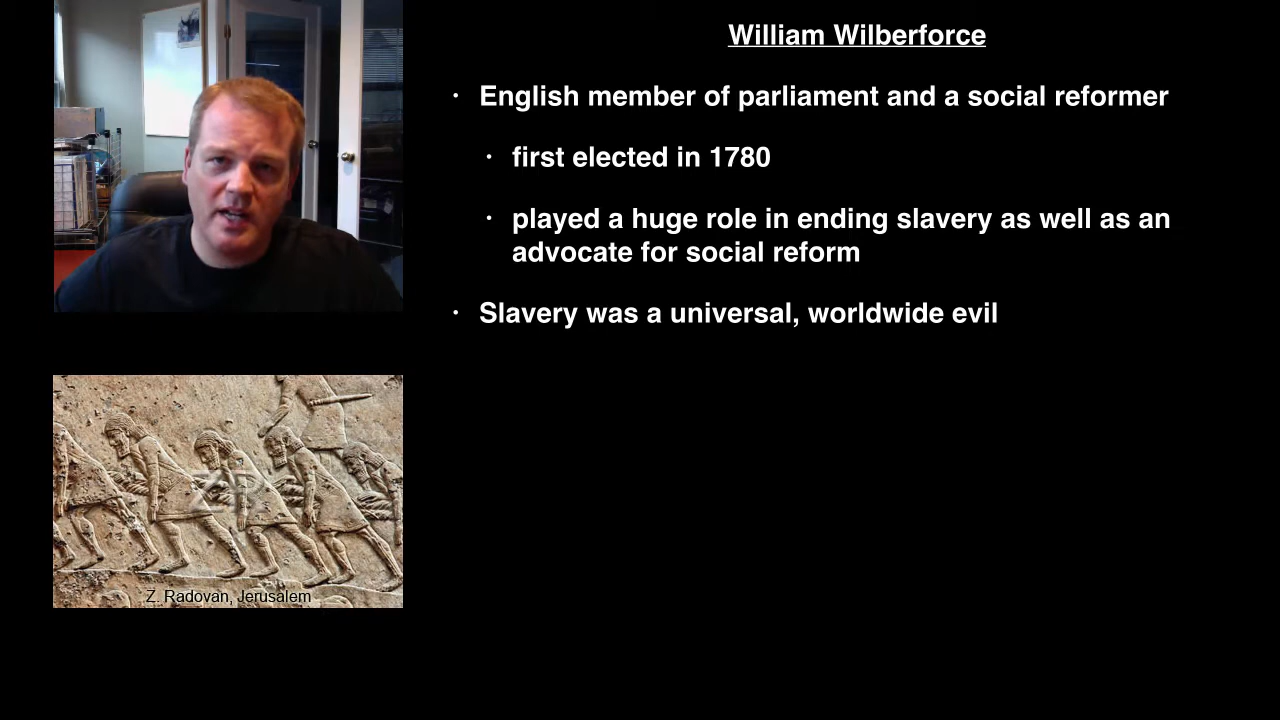 William Wilberforce
• English member of parliament and a social reformer
• first elected in 1780
• played a huge role in ending slavery as well as an
advocate for social reform
• Slavery was a universal, worldwide evil
ZR
Z. Radovan, Jerusalem